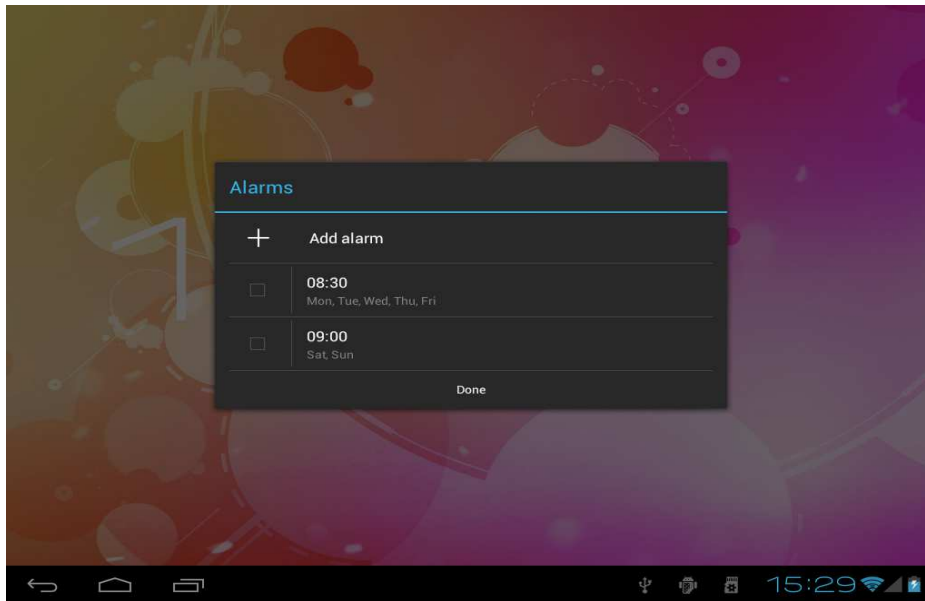 Alarms
Add alarm
08:30
Mon, Tue, Wed, Thu, Fri
09:00
Sat, Sun
Done
15:29